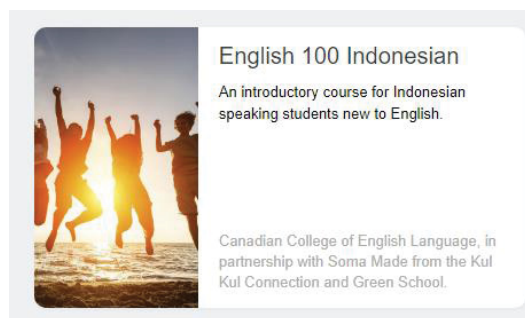 English 100 Indonesian
An introductory course for Indonesian
speaking students new to English.
Canadian College of English Language, in
partnership with Soma Made from the Kul
Kul Connection and Green School.